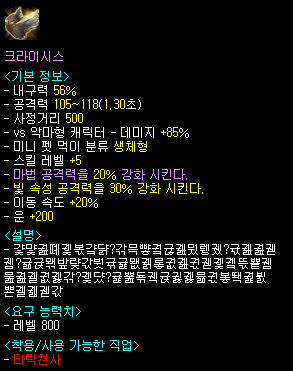 크라이시스
<기본 정보>
- 내구력 56%
- 공격력 105~118(1,30초)
- 사정거리 500
- vs 악마형 캐릭터 - 데미지 +85%
- 미니 펫 먹이 분류 생체형
- 스킬 레벨 +5
- 마법 공격력을 20% 강화 시킨다.
- 빛 속성 공격력을 30% 강화 시킨다.
- 이동 속도 +20%
- 운 +200
<설명>
<요구 능력치>
- 레벨 800
<착용/사용 가능한 직업>
- 타락천사